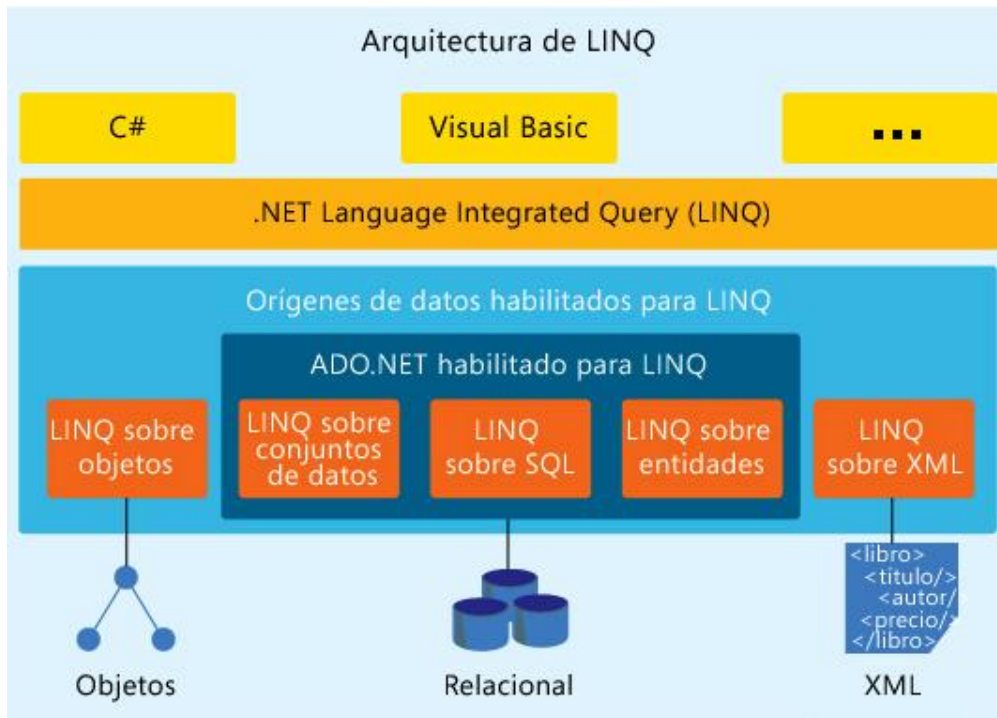 Arquitectura de LINQ
C#
Visual Basic
...
.NET Language Integrated Query (LINQ)
Orígenes de datos habilitados para LINQ
ADO.NET habilitado para LINQ
LINQ sobre
objetos
LINQ sobre
conjuntos
de datos
LINQ
sobre SQL
LINQ sobre
entidades
LINQ
sobre XML
<libro>
<titulo/>
<autor/>
<precio/>
</libro>
Objetos
Relacional
XML